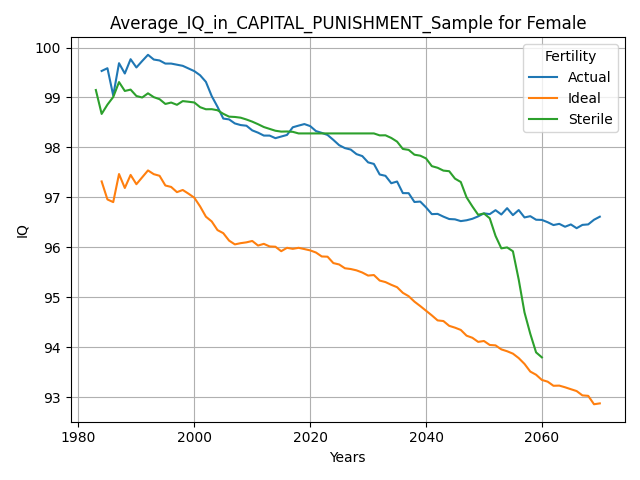 Average_IQ_in_CAPITAL_PUNISHMENT_Sample for Female
Fertility
Actual
Ideal
Sterile
IQ
100
99
98
97
96
95
94
93
1980
2000
2020
2040
2060
Years